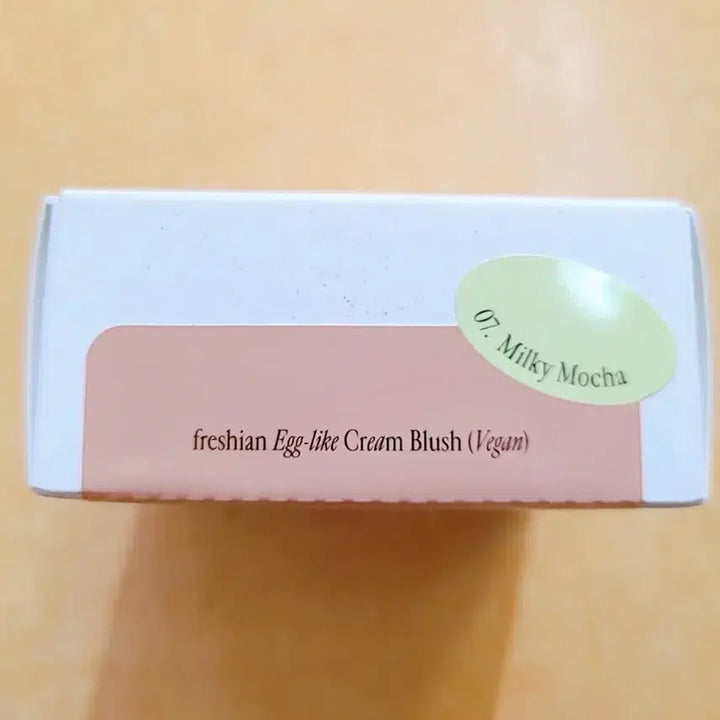 07. Milky Mocha
freshian Egg-like Cream Blush (Vegan)